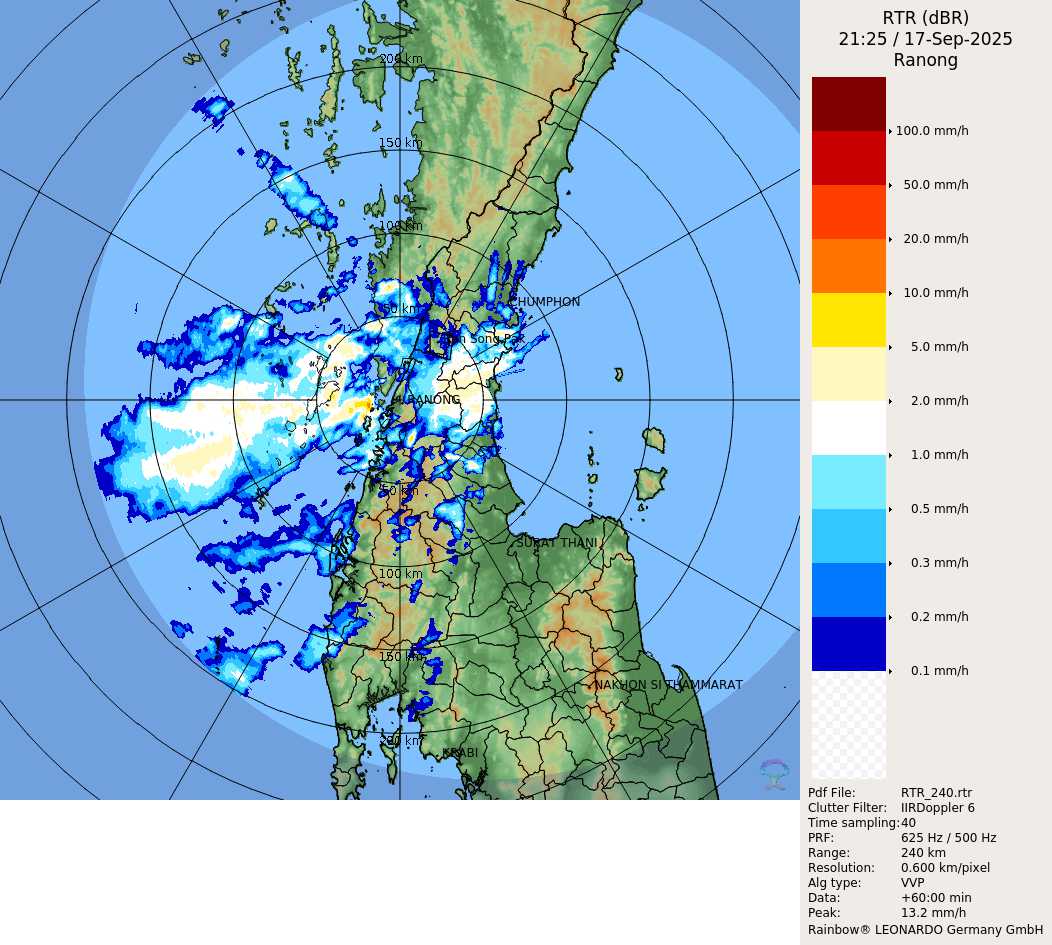 RTR (dBR)
21:25 / 17-Sep-2025
Ranong
200 km
150 km
100 km
50 km
CHUMPHON
RANONG
50 km
SURAT THANI
100 km
150 km
NAKHON SI THAMMARAT
200 km
KRABI
100.0 mm/h
50.0 mm/h
20.0 mm/h
10.0 mm/h
5.0 mm/h
2.0 mm/h
1.0 mm/h
0.5 mm/h
0.3 mm/h
0.2 mm/h
0.1 mm/h
Pdf File: RTR_240.rtr
Clutter Filter: IIRDoppler 6
Time sampling:40
PRF: 625 Hz / 500 Hz
Range: 240 km
Resolution: 0.600 km/pixel
Alg type: VVP
Data: +60:00 min
Peak: 13.2 mm/h
Rainbow® LEONARDO Germany GmbH